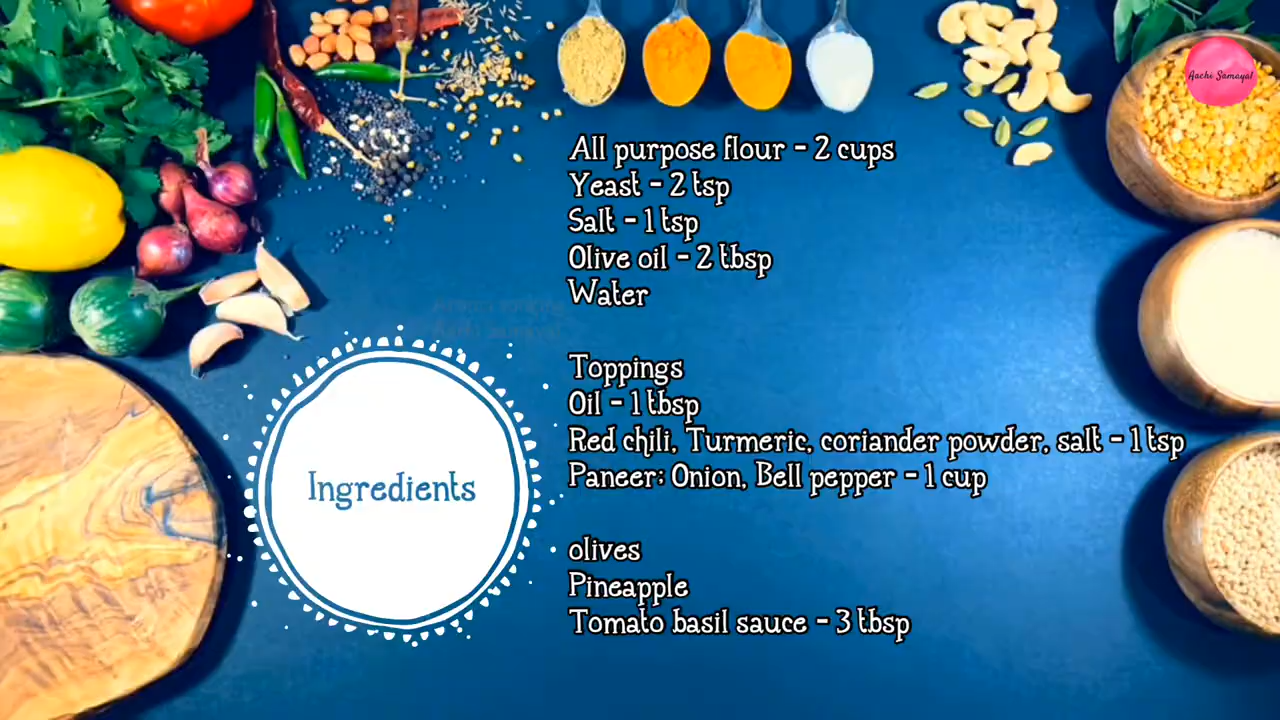 Aachi Samayal
All purpose flour - 2 cups
Yeast - 2 tsp
Salt - 1 tsp
Olive oil - 2 tbsp
Water
Toppings
Oil - 1 tbsp
Red chili, Turmeric, coriander powder, salt - 1 tsp
Paneer; Onion, Bell pepper - 1 cup
Ingredients
olives
Pineapple
Tomato basil sauce - 3 tbsp